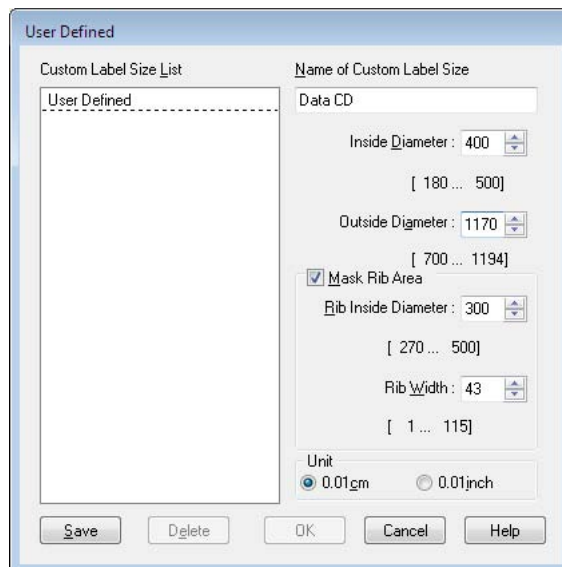 User Defined
Custom Label Size List
User Defined
Name of Custom Label Size
Data CD
Inside Diameter : 400
[ 180 ... 500]
Outside Diameter : 1170
[ 700 ... 1194]
Mask Rib Area
Rib Inside Diameter : 300
[ 270 ... 500]
Rib Width : 43
[ 1 ... 115]
Unit
0.01cm 0.01inch
Save Delete OK Cancel Help